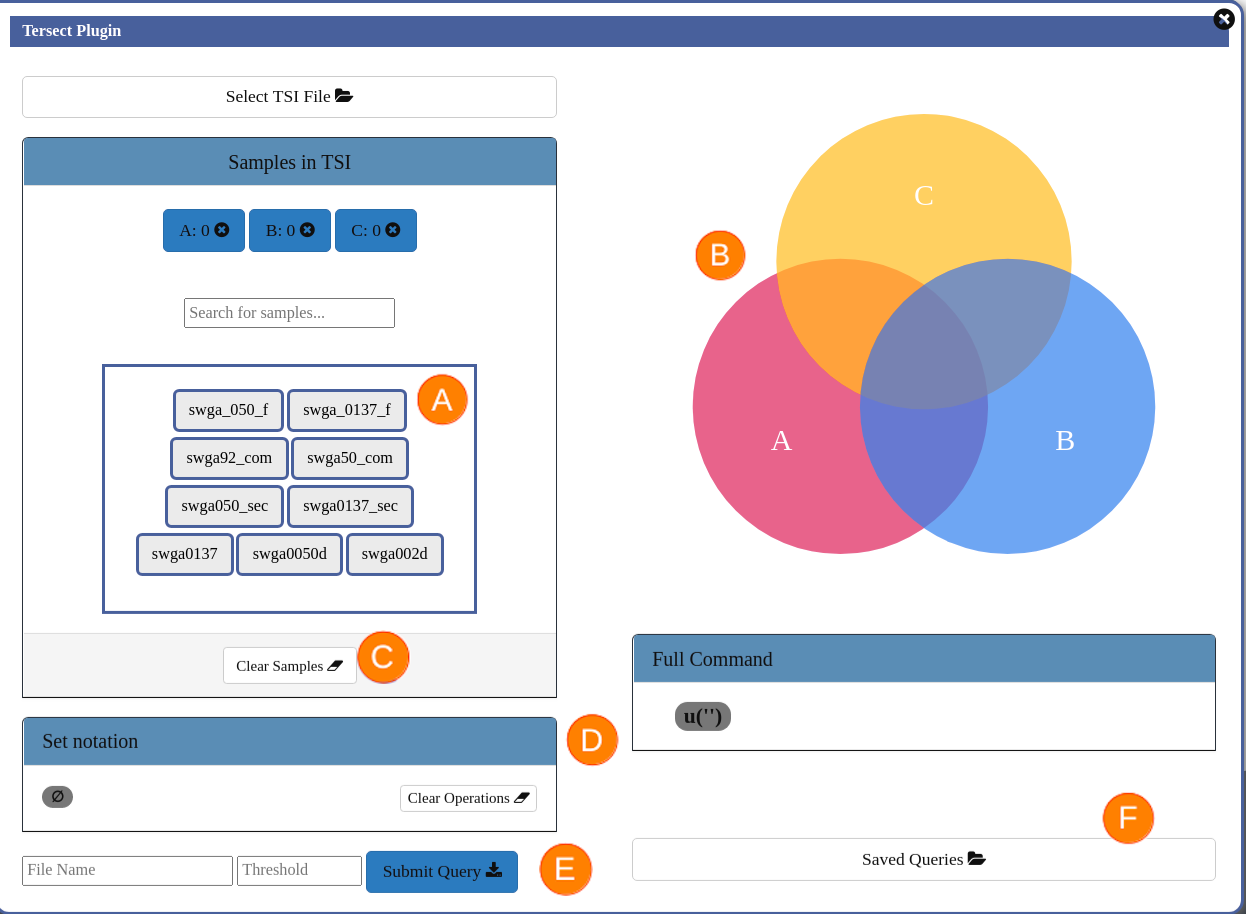 Tersect Plugin
Select TSI File
Samples in TSI
A: 0 B: 0 C: 0
Search for samples...
A
swga_050_f swga_0137_f
swga92_com swga50_com
swga050_sec swga0137_sec
swga0137 swga0050d swga002d
Clear Samples
C
Set notation
D
∅ Clear Operations
File Name Threshold Submit Query
E
C
B
A B
Full Command
u('')
F
Saved Queries